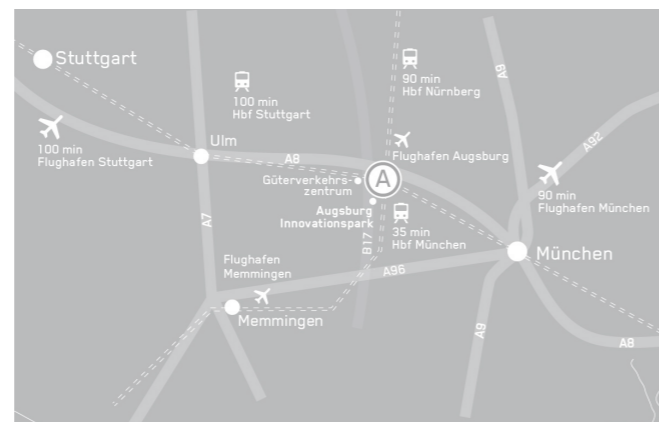 Stuttgart
100 min
Hbf Stuttgart
90 min
Hbf Nürnberg
A9
A92
100 min
Flughafen Stuttgart
Ulm
A8
Flughafen Augsburg
Güterverkehrs-
zentrum
A
90 min
Flughafen München
Augsburg
Innovationspark
35 min
Hbf München
A7
B17
München
Flughafen
Memmingen
A96
Memmingen
A9
A8